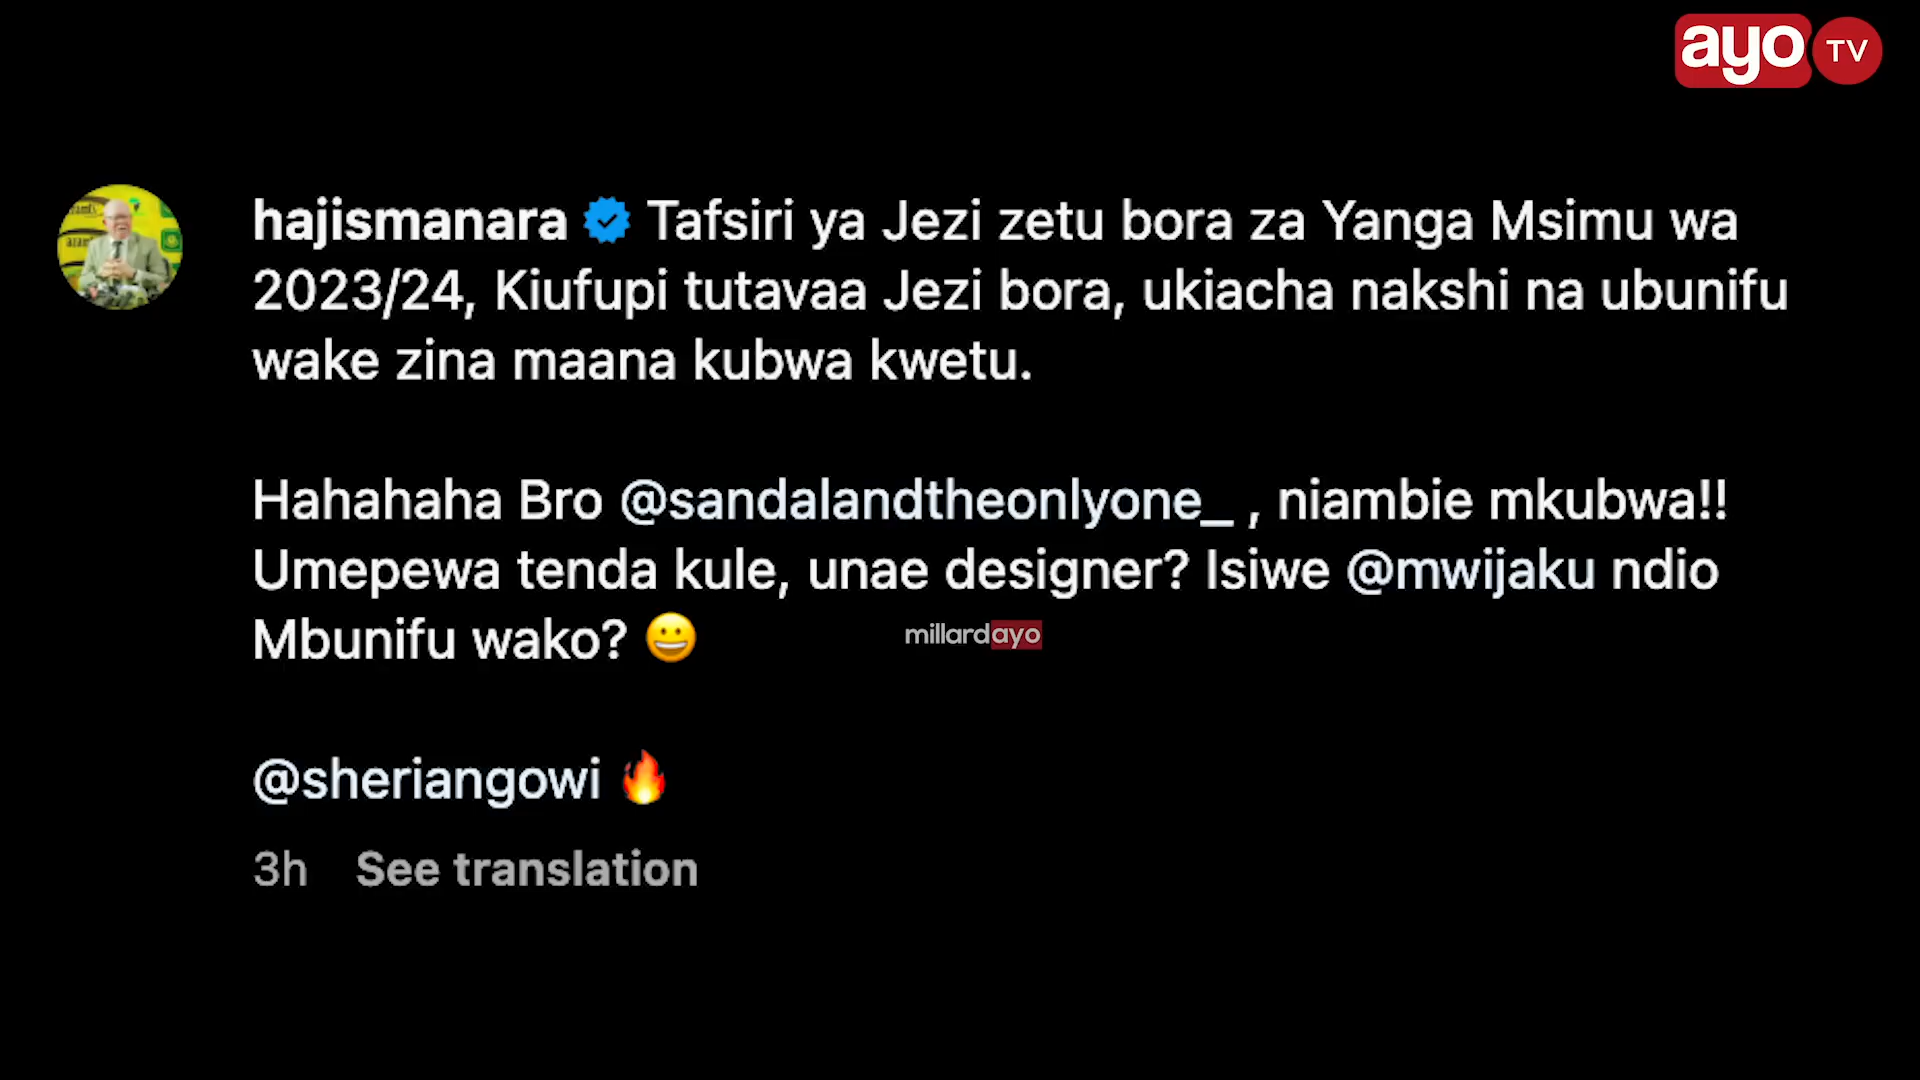 ayo TV
hajismanara Tafsiri ya Jezi zetu bora za Yanga Msimu wa
2023/24, Kiufupi tutavaa Jezi bora, ukiacha nakshi na ubunifu
wake zina maana kubwa kwetu.
Hahahaha Bro @sandalandtheonlyone_ , niambie mkubwa!!
Umepewa tenda kule, unae designer? Isiwe @mwijaku ndio
Mbunifu wako? 😀
millardayo
@sheriangowi 🔥
3h See translation